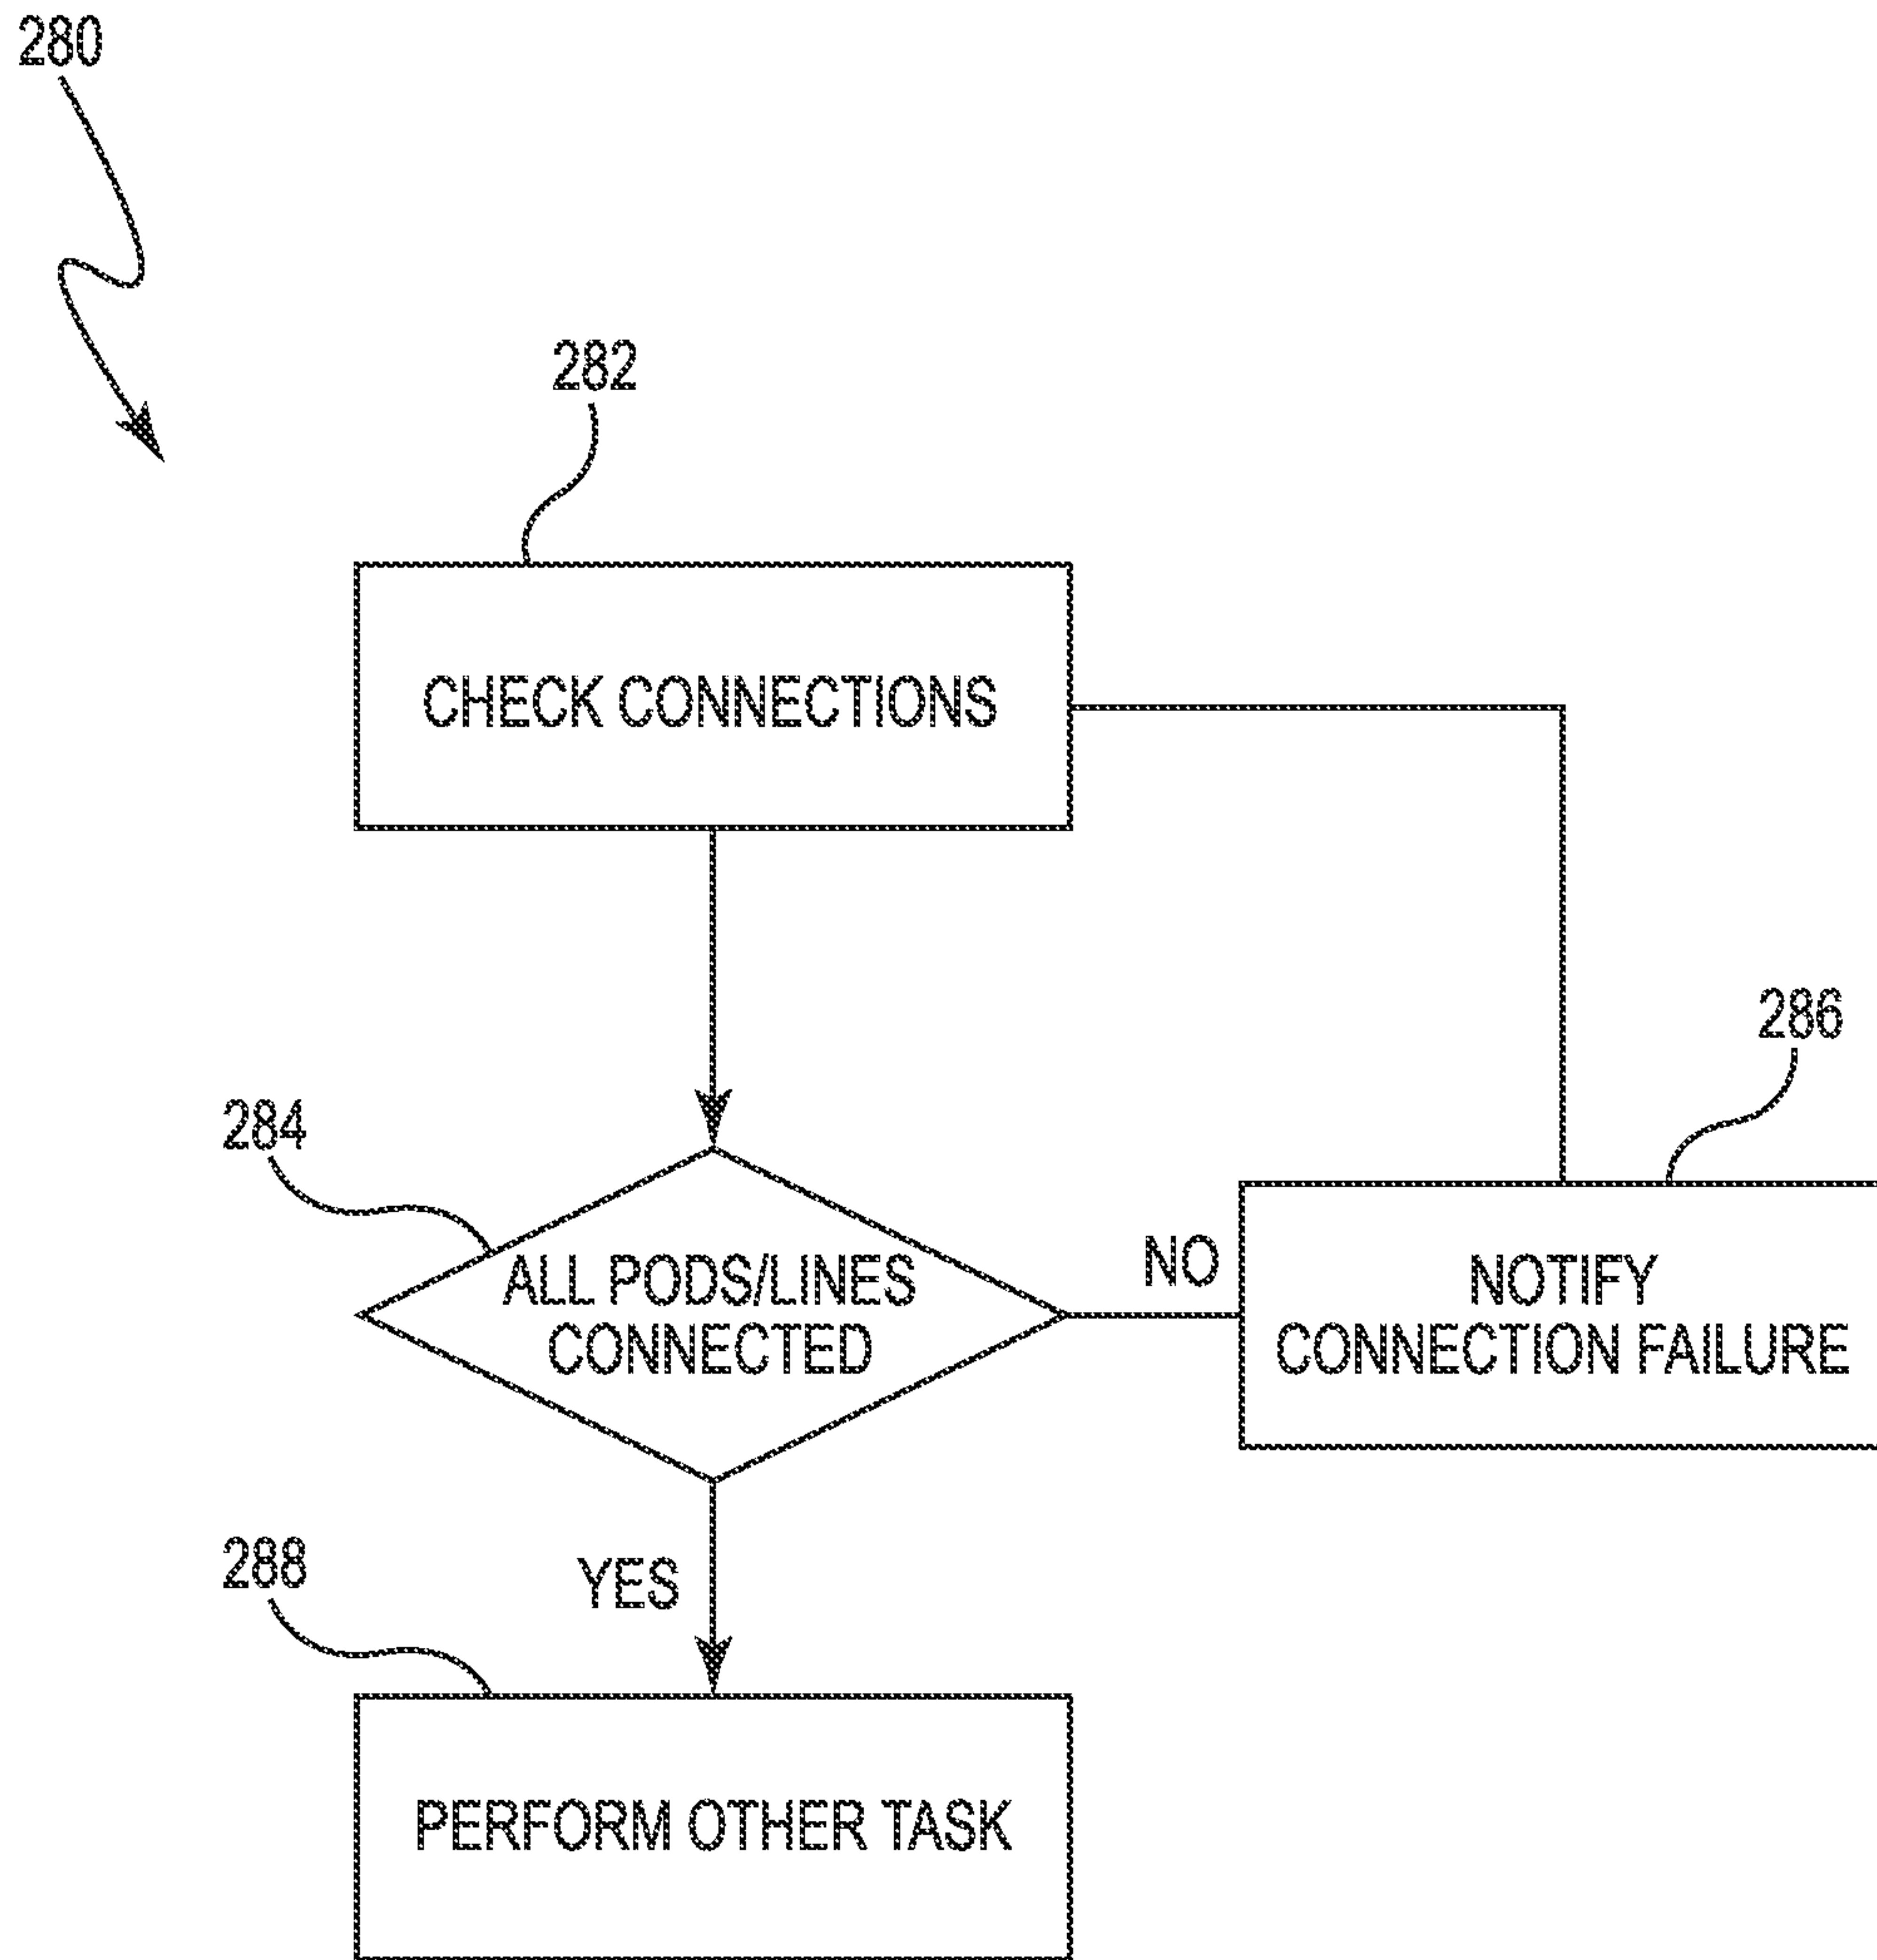 280
282
CHECK CONNECTIONS
286
284
ALL PODS/LINES
CONNECTED
NO
NOTIFY
CONNECTION FAILURE
288
YES
PERFORM OTHER TASK